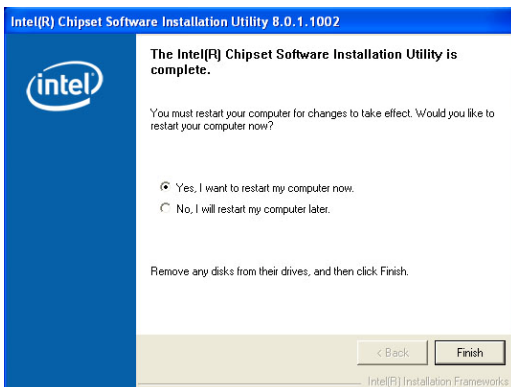 Intel(R) Chipset Software Installation Utility 8.0.1.1002
intel
The Intel(R) Chipset Software Installation Utility is
complete.
You must restart your computer for changes to take effect. Would you like to
restart your computer now?
Yes, I want to restart my computer now.
No, I will restart my computer later.
Remove any disks from their drives, and then click Finish.
< Back
Finish
Intel(R) Installation Frameworks